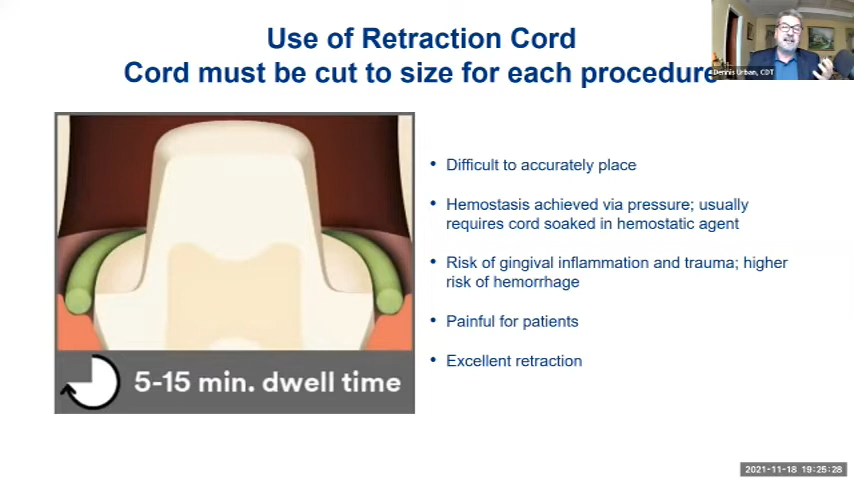 Use of Retraction Cord
Cord must be cut to size for each procedure
Dennis Urban, CDT
• Difficult to accurately place
• Hemostasis achieved via pressure; usually
requires cord soaked in hemostatic agent
• Risk of gingival inflammation and trauma; higher
risk of hemorrhage
• Painful for patients
• Excellent retraction
5-15 min. dwell time
2021-11-18 19:25:28